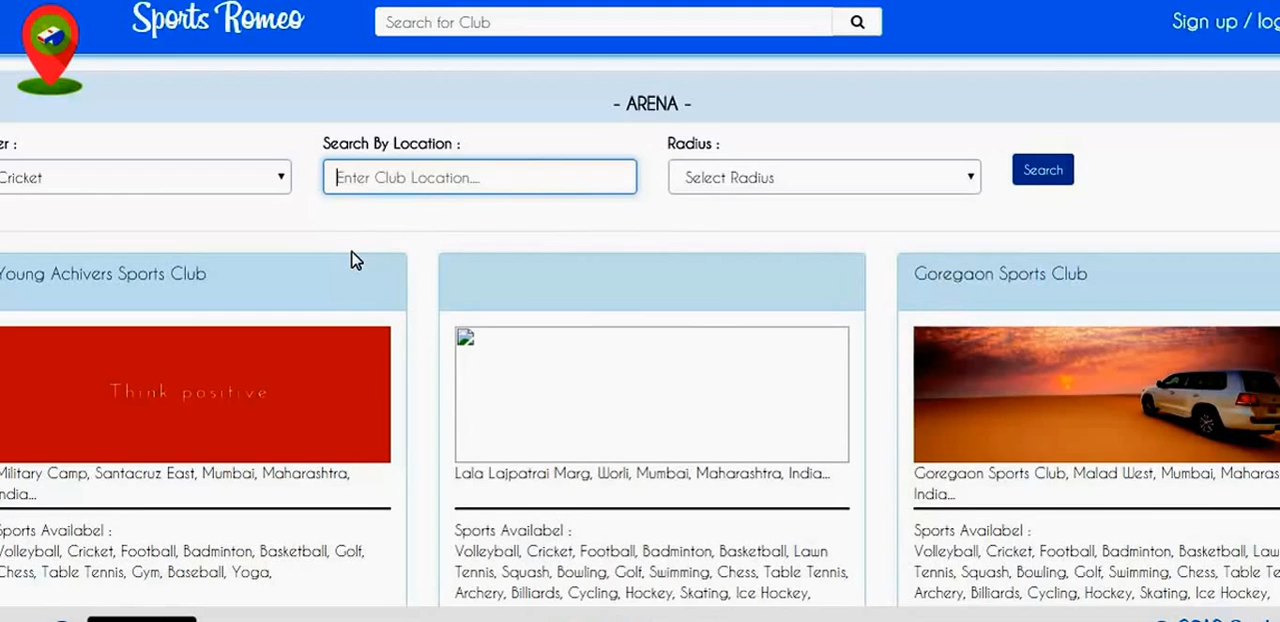 Sports Romeo
Search for Club
Sign up / log
- ARENA -
er :
Search By Location :
Radius :
Cricket
Enter Club Location....
Select Radius
Search
Young Achivers Sports Club
Goregaon Sports Club
Think positive
Military Camp, Santacruz East, Mumbai, Maharashtra,
India...
Lala Lajpatrai Marg, Worli, Mumbai, Maharashtra, India...
Goregaon Sports Club, Malad West, Mumbai, Maharas
India...
Sports Availabel :
Volleyball, Cricket, Football, Badminton, Basketball, Golf,
Chess, Table Tennis, Gym, Baseball, Yoga,
Sports Availabel :
Volleyball, Cricket, Football, Badminton, Basketball, Lawn
Tennis, Squash, Bowling, Golf, Swimming, Chess, Table Tennis,
Archery, Billiards, Cycling, Hockey, Skating, Ice Hockey,
Sports Availabel :
Volleyball, Cricket, Football, Badminton, Basketball, Law
Tennis, Squash, Bowling, Golf, Swimming, Chess, Table Te
Archery, Billiards, Cycling, Hockey, Skating, Ice Hockey,